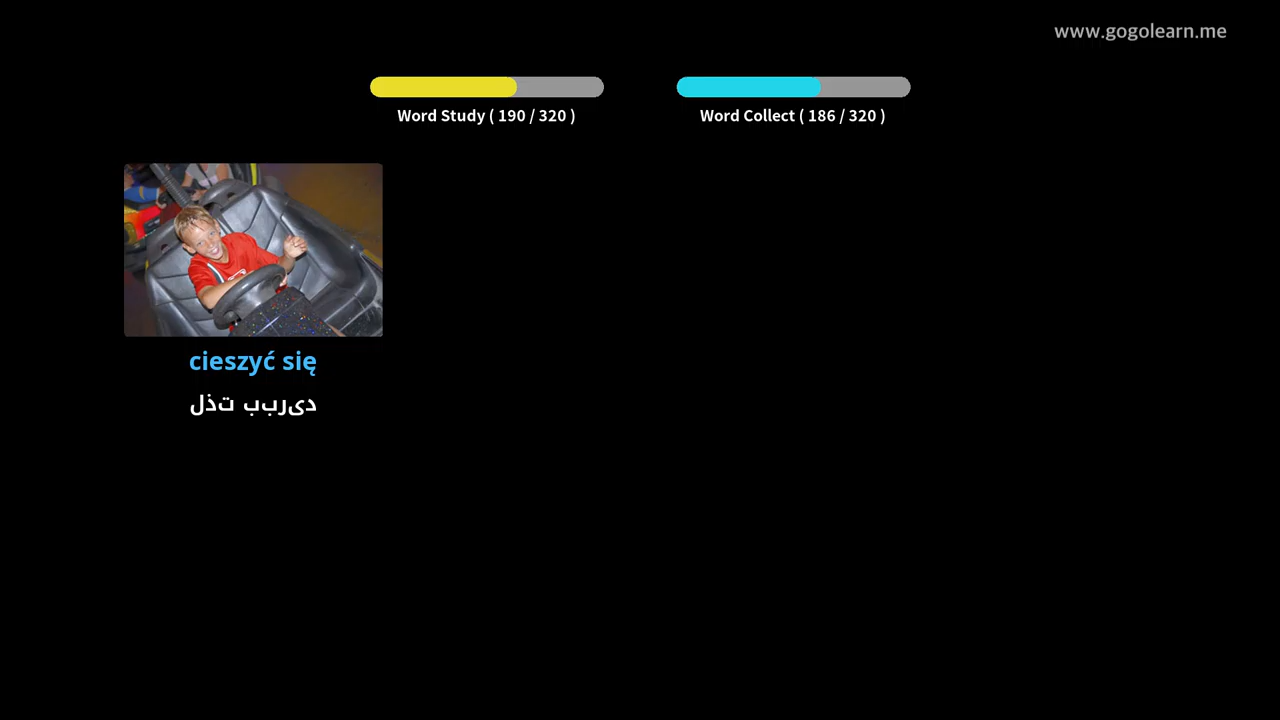 www.gogolearn.me
Word Study ( 190 / 320 )
Word Collect ( 186 / 320 )
cieszyć się
لذت ببرید